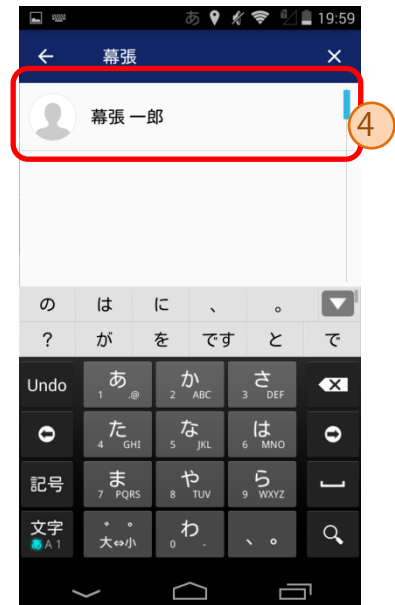 あ 19:59
幕張
幕張 一郎
4
の は に 、 。
? が を です と で
Undo あ 1 .@ か 2 ABC さ 3 DEF
た 4 GHI な 5 JKL は 6 MNO
記号 ま 7 PQRS や 8 TUV ら 9 WXYZ
文字 あA1 ゛゜大⇔小 わ 0 - 、。